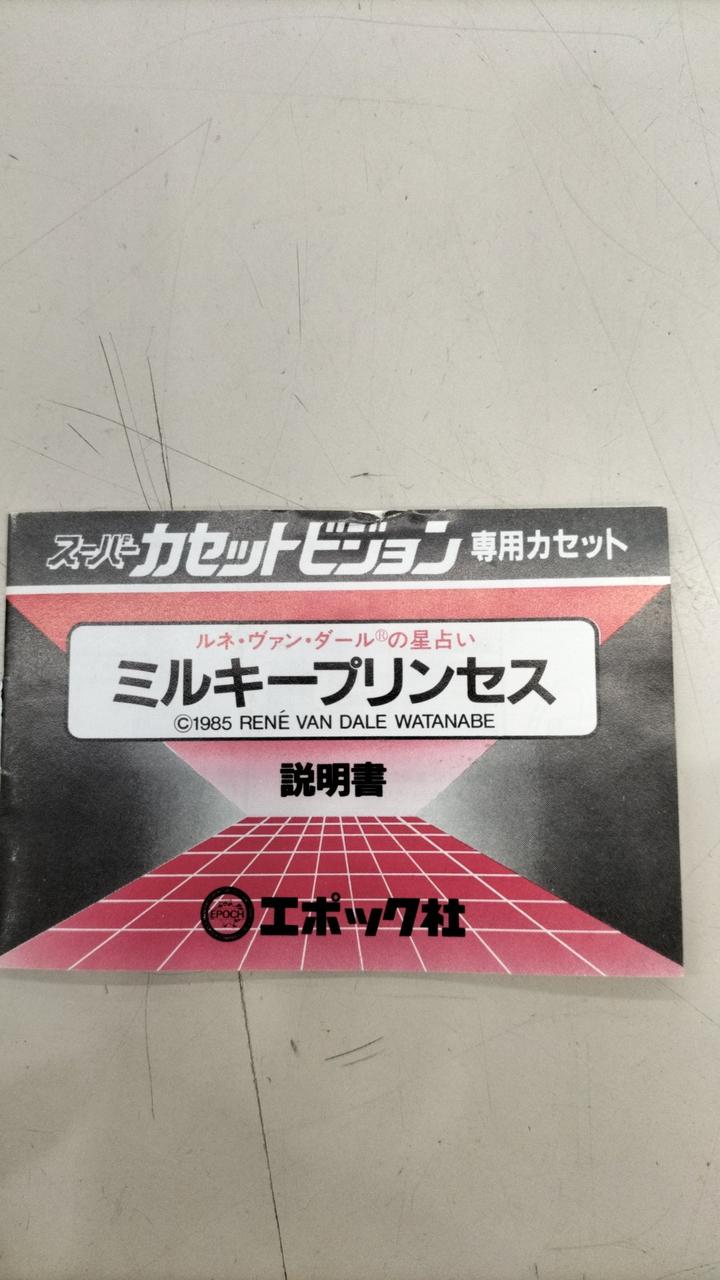 スーパーカセットビジョン 専用カセット
ルネ・ヴァン・ダール®の星占い
ミルキープリンセス
©1985 RENÉ VAN DALE WATANABE
説明書
EPOCH エポック社